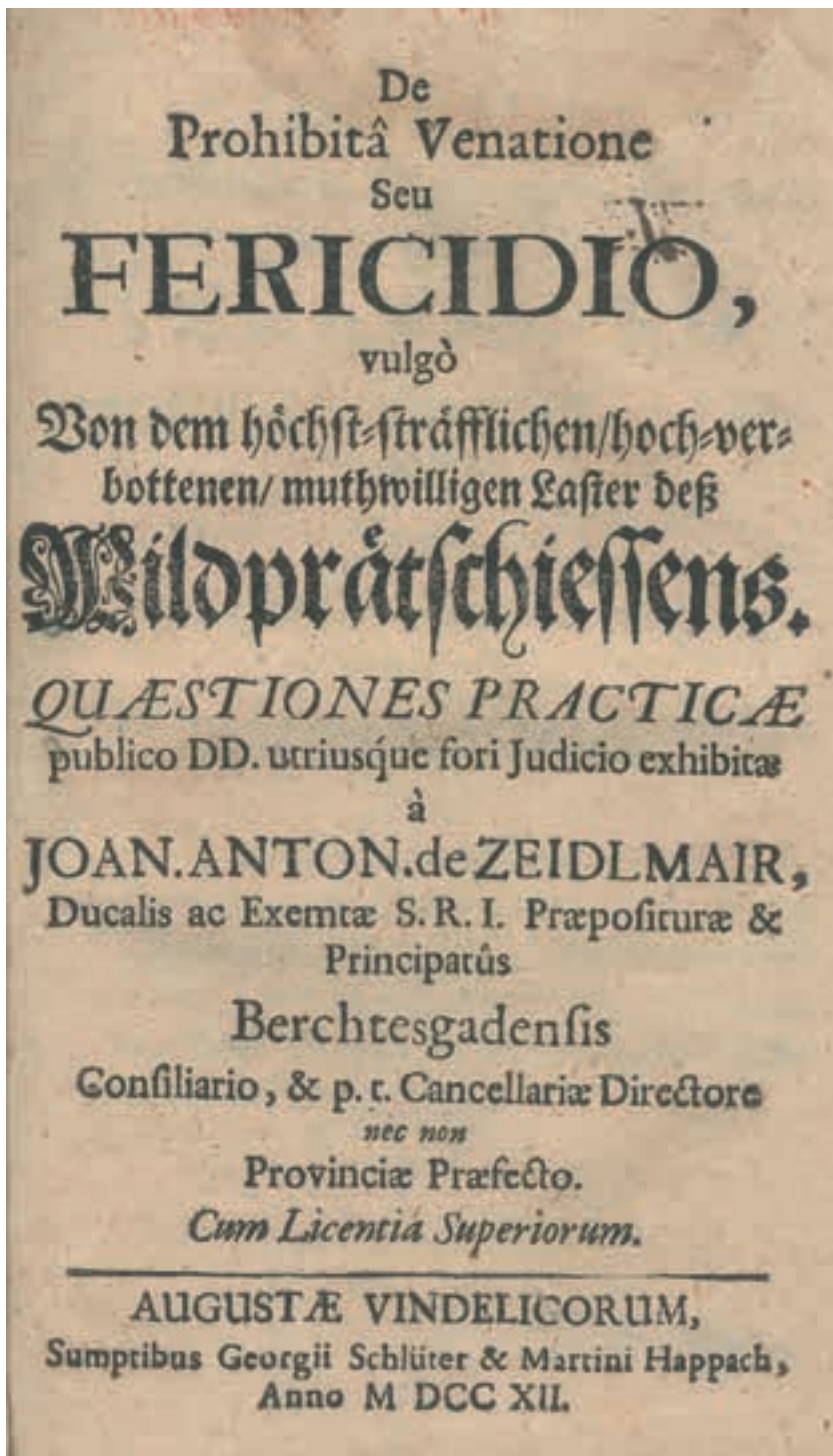 De
Prohibitâ Venatione
Seu
FERICIDIO,
vulgò
Von dem höchst-sträfflichen/hoch-ver-
bottenen/ muthwilligen Laster deß
Wildprätschiessens.
QUÆSTIONES PRACTICÆ
publico DD. utriusq́ue fori Judicio exhibitæ
à
JOAN. ANTON. de ZEIDLMAIR,
Ducalis ac Exemtæ S. R. I. Præposituræ &
Principatûs
Berchtesgadensis
Consiliario, & p. t. Cancellariæ Directore
nec non
Provinciæ Præfecto.
Cum Licentiâ Superiorum.
AUGUSTÆ VINDELICORUM,
Sumptibus Georgii Schlüter & Martini Happach,
Anno M DCC XII.